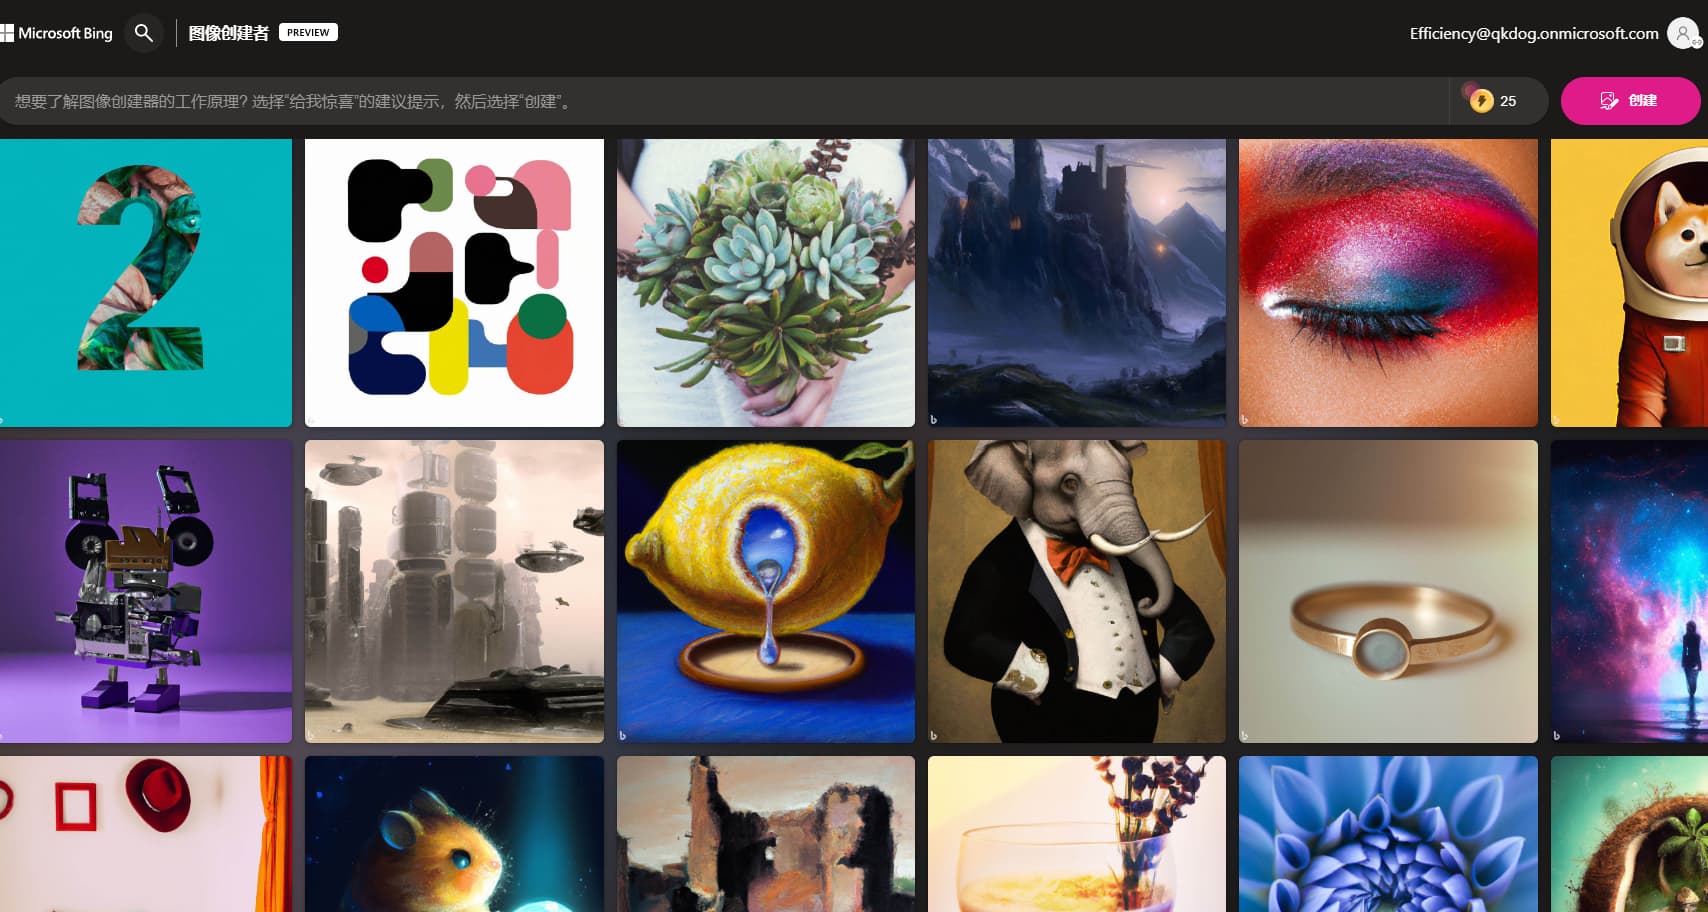 Microsoft Bing
图像创建者 PREVIEW
Efficiency@qkdog.onmicrosoft.com
想要了解图像创建器的工作原理? 选择“给我惊喜”的建议提示，然后选择“创建”。
25
创建
2